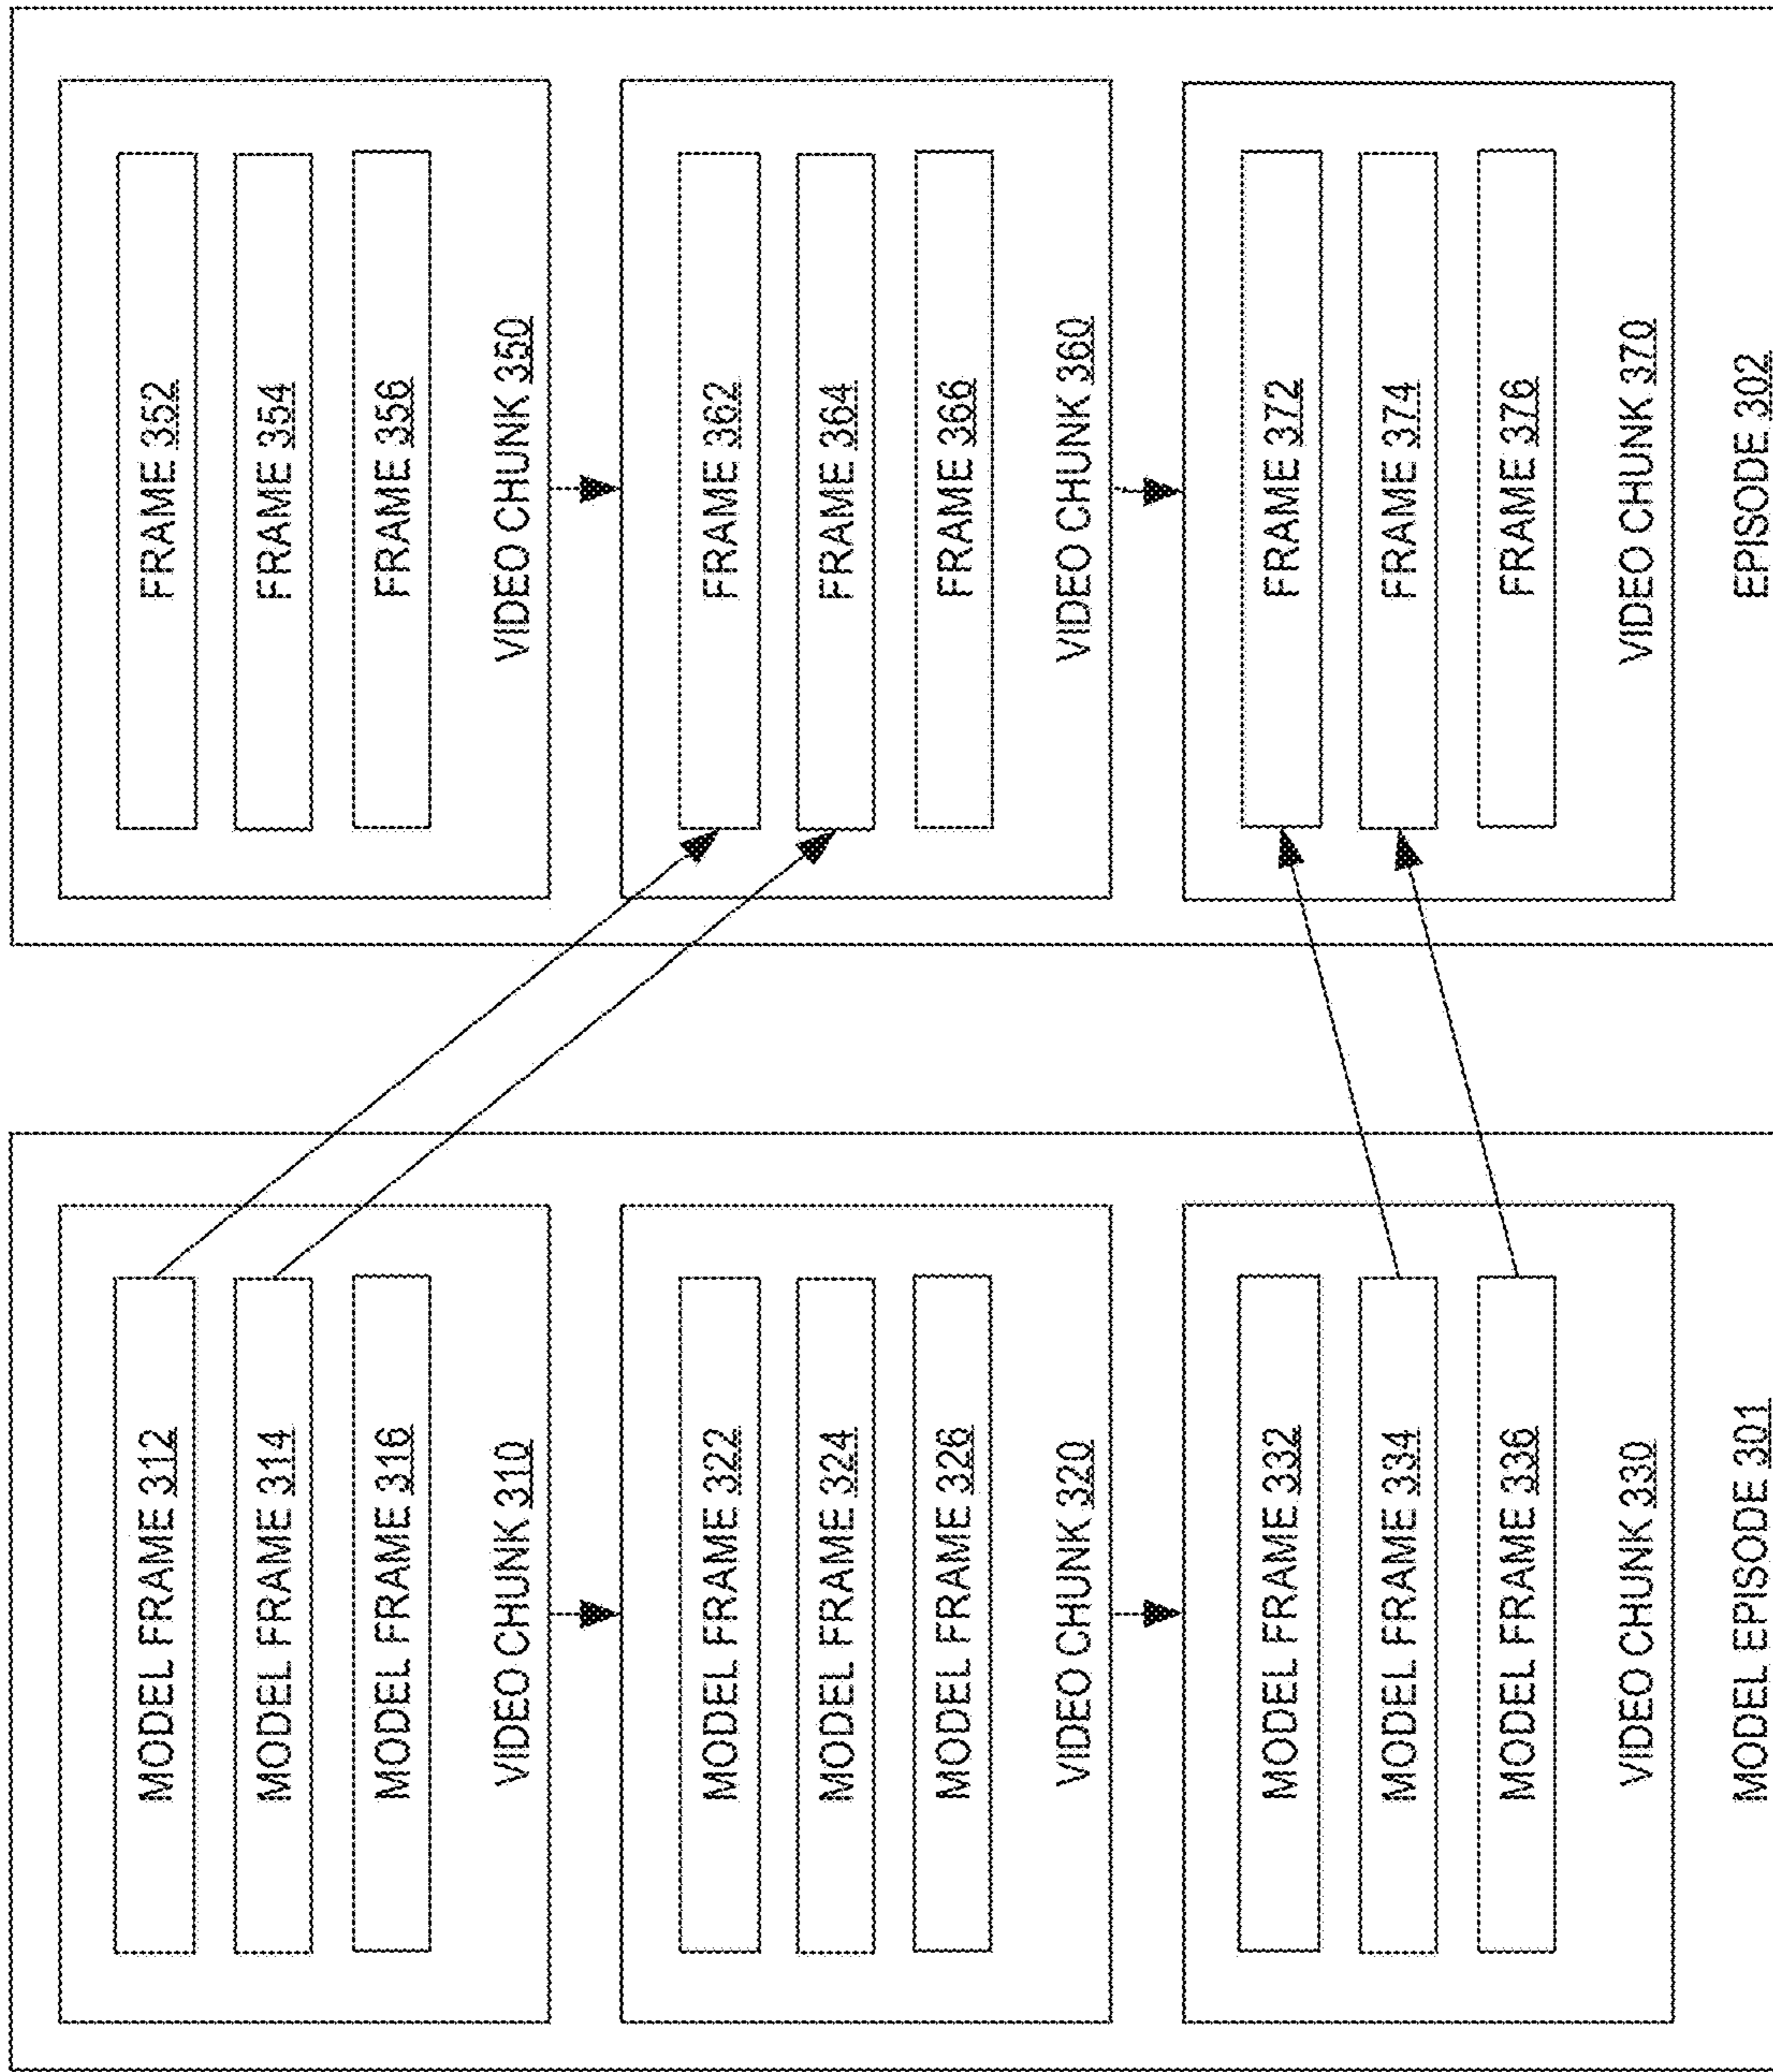 MODEL FRAME 312
MODEL FRAME 314
MODEL FRAME 316
VIDEO CHUNK 310
MODEL FRAME 322
MODEL FRAME 324
MODEL FRAME 326
VIDEO CHUNK 320
MODEL FRAME 332
MODEL FRAME 334
MODEL FRAME 336
VIDEO CHUNK 330
MODEL EPISODE 301
FRAME 352
FRAME 354
FRAME 356
VIDEO CHUNK 350
FRAME 362
FRAME 364
FRAME 366
VIDEO CHUNK 360
FRAME 372
FRAME 374
FRAME 376
VIDEO CHUNK 370
EPISODE 302